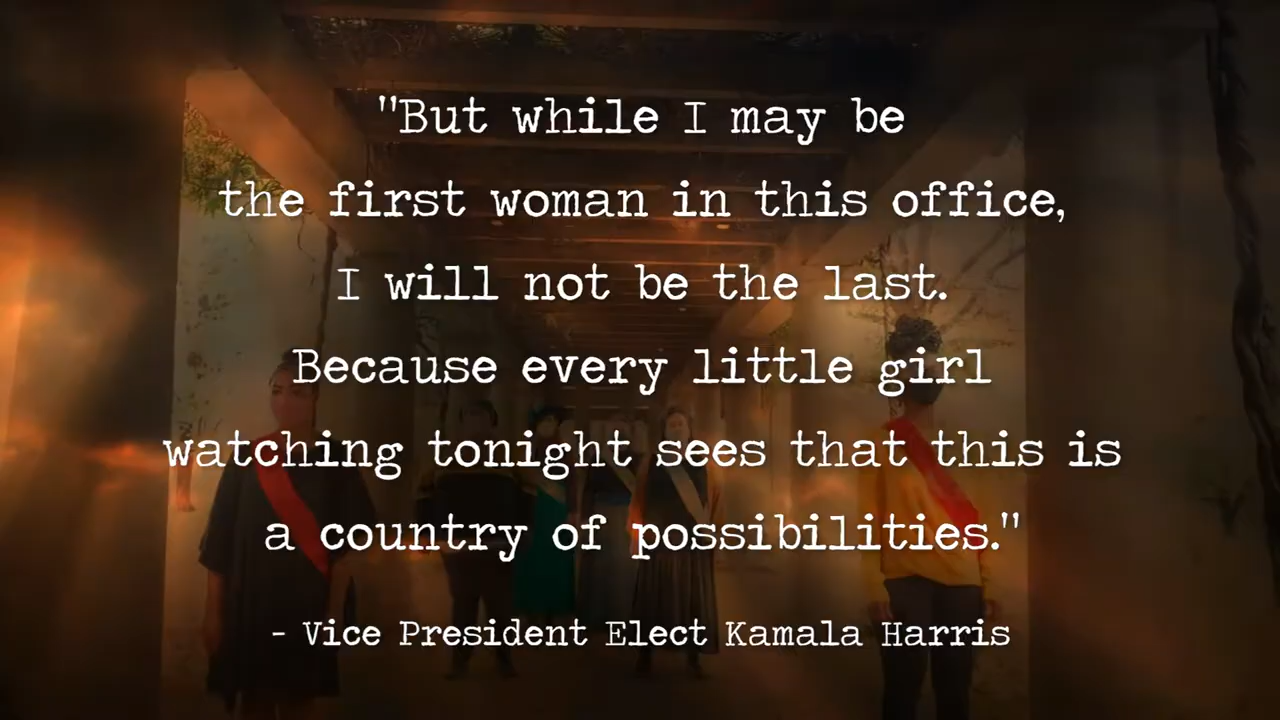 "But while I may be
the first woman in this office,
I will not be the last.
Because every little girl
watching tonight sees that this is
a country of possibilities."
- Vice President Elect Kamala Harris